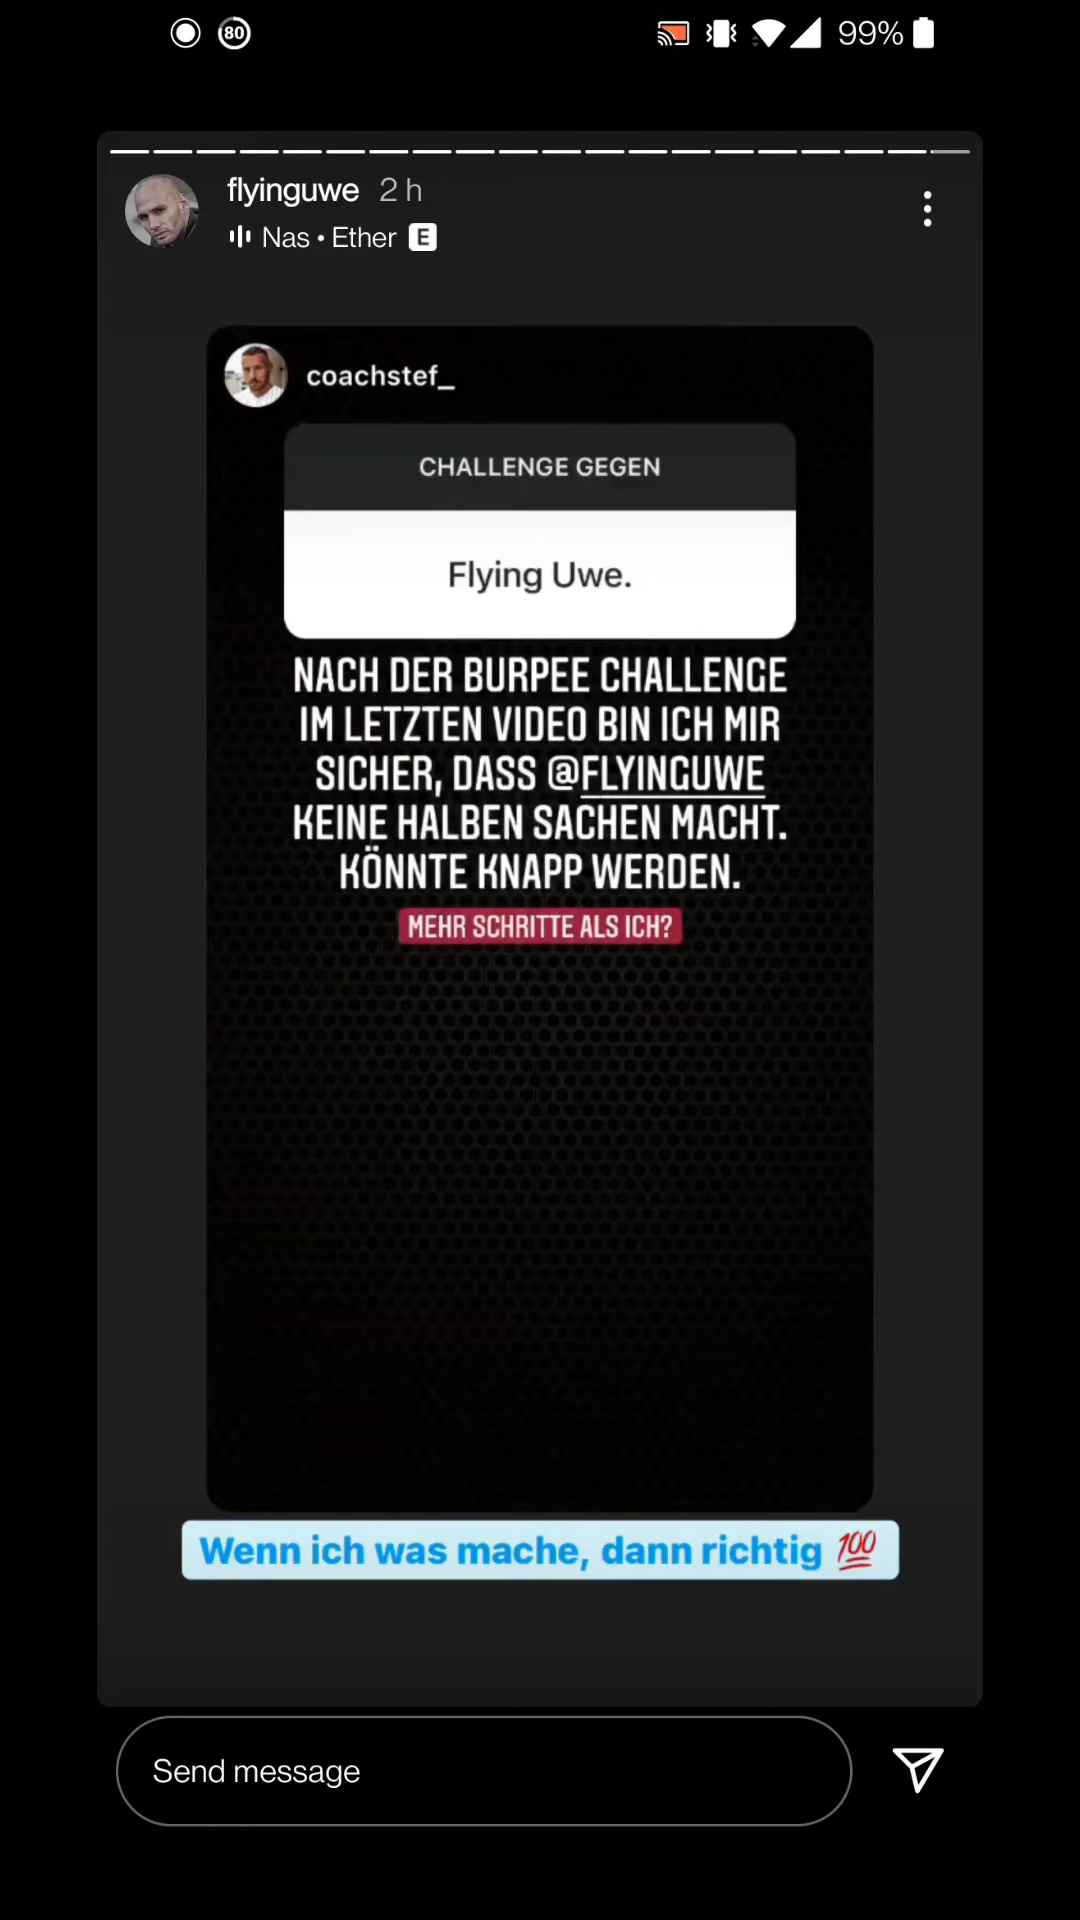 80
99%
flyinguwe 2 h
Nas • Ether E
coachstef_
CHALLENGE GEGEN
Flying Uwe.
NACH DER BURPEE CHALLENGE
IM LETZTEN VIDEO BIN ICH MIR
SICHER, DASS @FLYINGUWE
KEINE HALBEN SACHEN MACHT.
KÖNNTE KNAPP WERDEN.
MEHR SCHRITTE ALS ICH?
Wenn ich was mache, dann richtig 💯
Send message